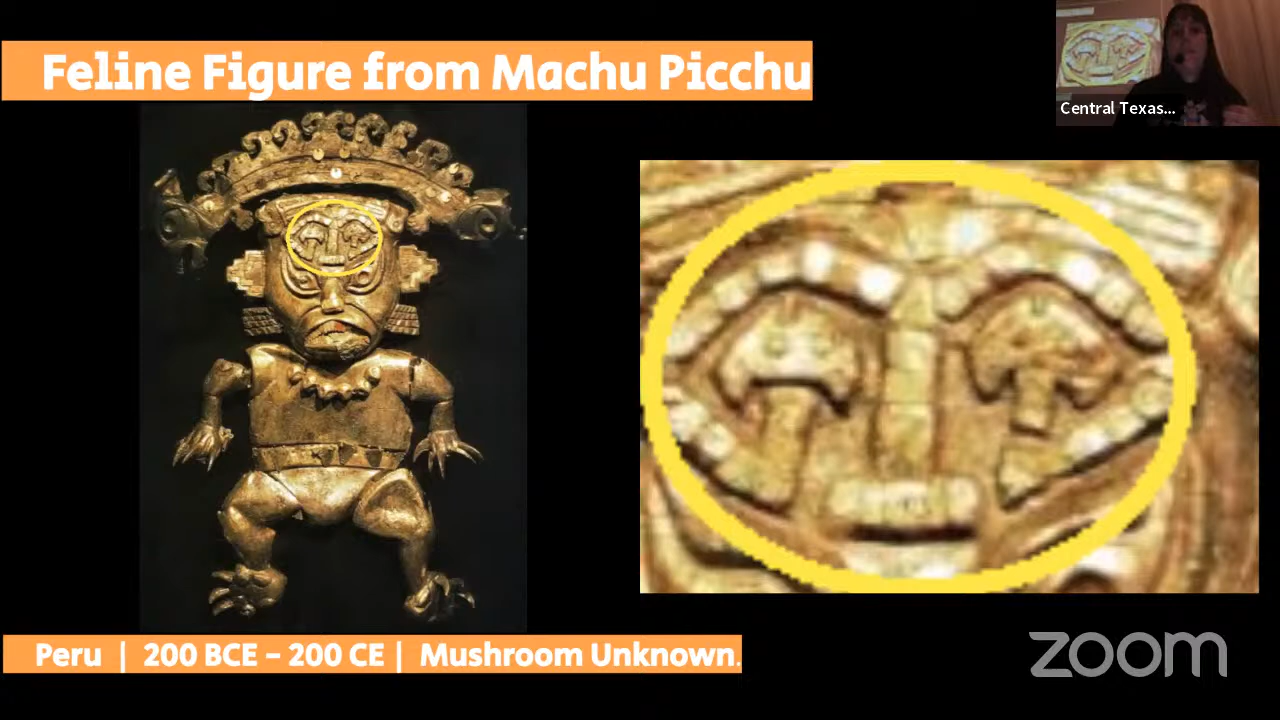 Feline Figure from Machu Picchu
Central Texas...
Peru | 200 BCE – 200 CE | Mushroom Unknown.
zoom